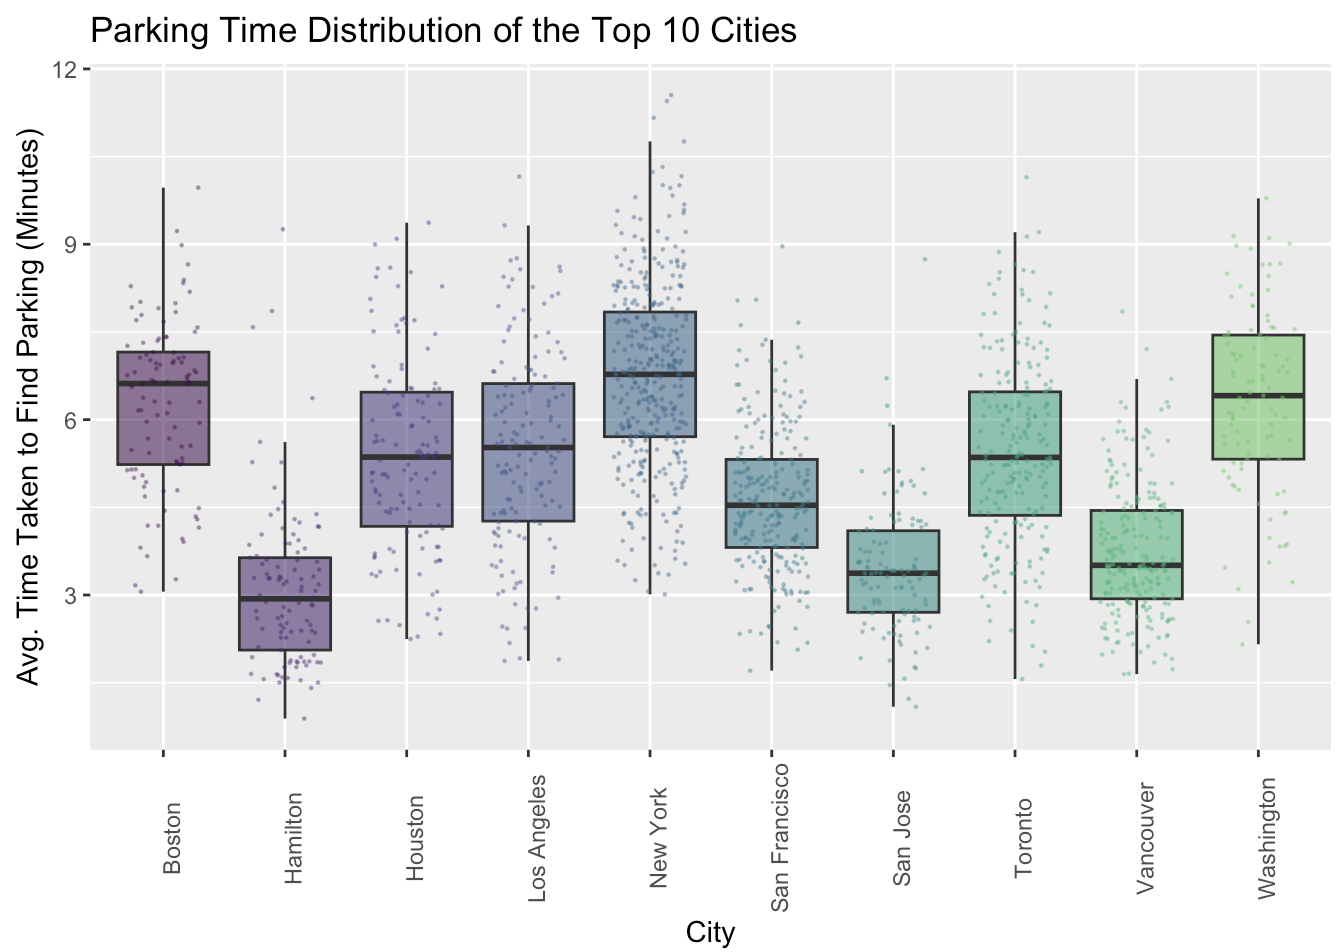 Parking Time Distribution of the Top 10 Cities
12
9
6
3
Avg. Time Taken to Find Parking (Minutes)
Boston
Hamilton
Houston
Los Angeles
New York
San Francisco
San Jose
Toronto
Vancouver
Washington
City